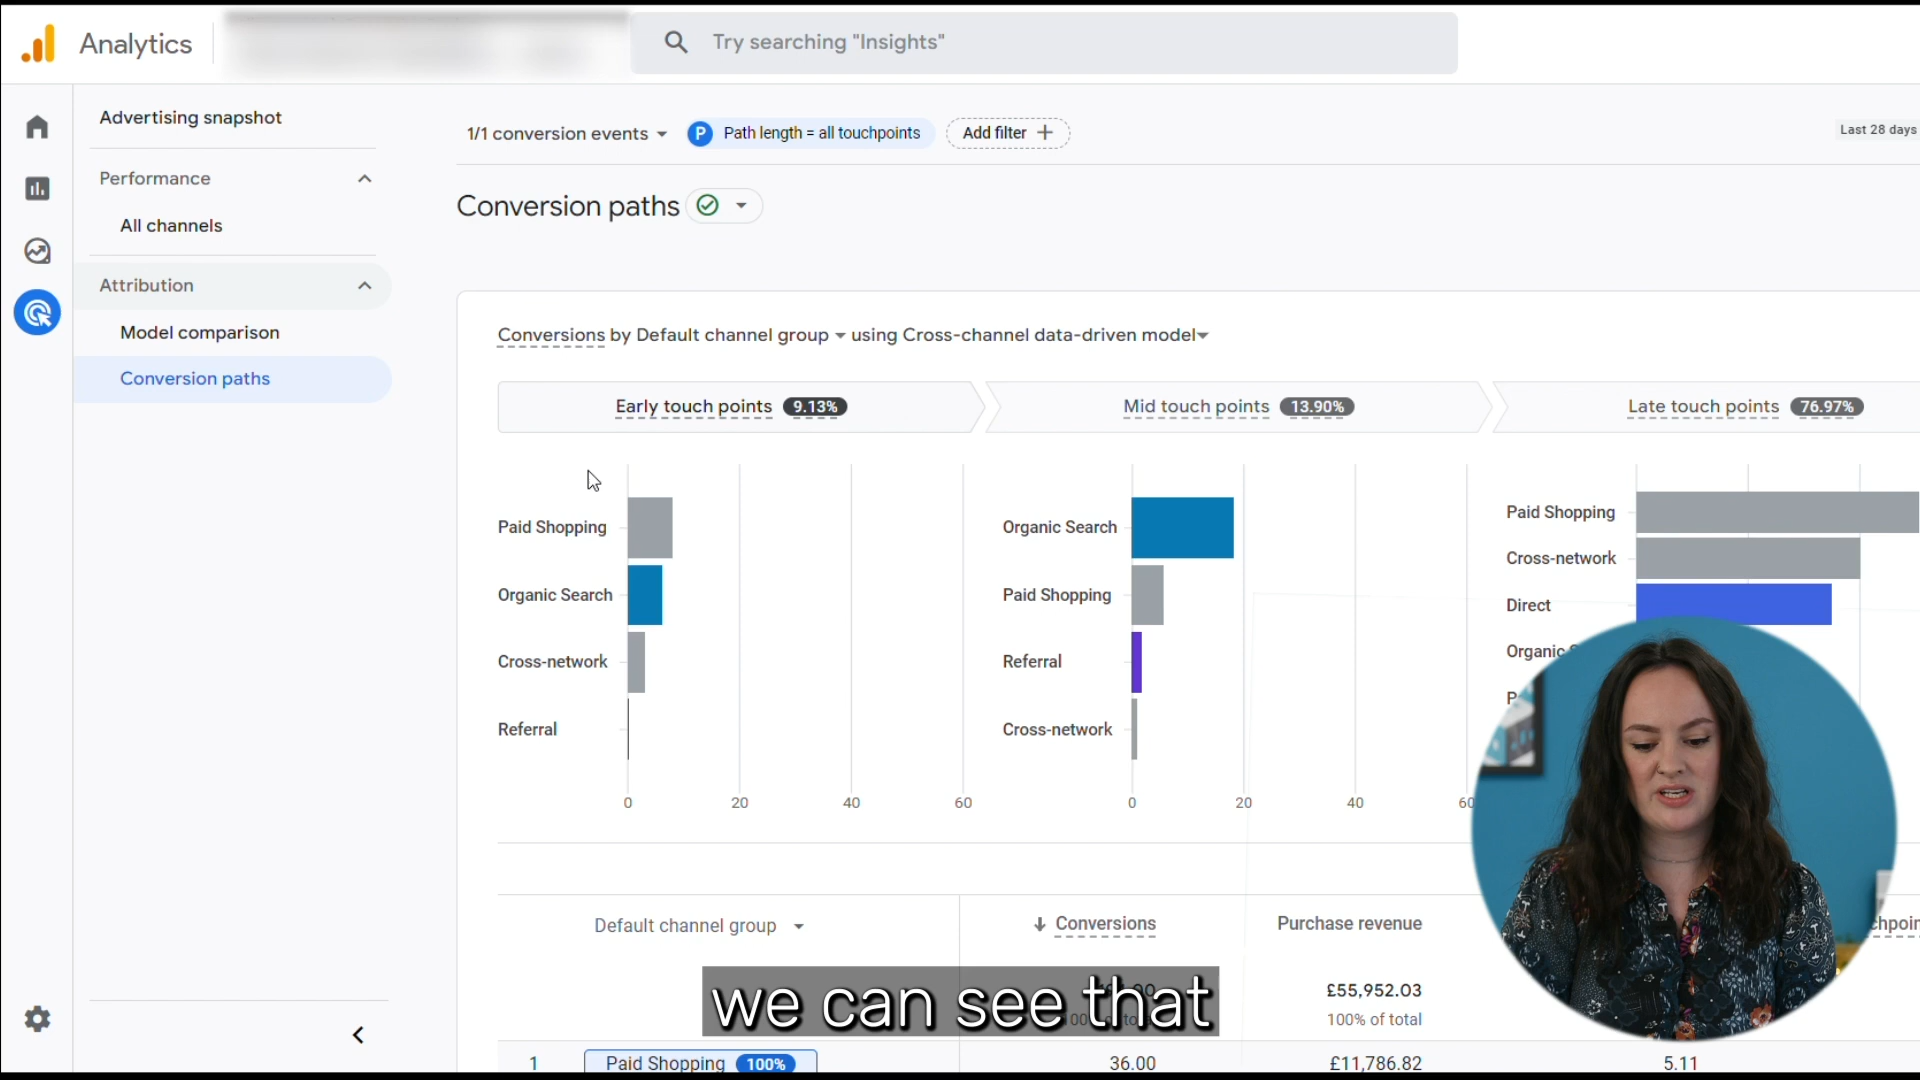 Analytics
Try searching "Insights"
Advertising snapshot
Performance
All channels
Attribution
Model comparison
Conversion paths
1/1 conversion events
P Path length = all touchpoints
Add filter +
Last 28 days
Conversion paths
Conversions by Default channel group using Cross-channel data-driven model
Early touch points 9.13%
Mid touch points 13.90%
Late touch points 76.97%
Paid Shopping
Organic Search
Cross-network
Referral
0 20 40 60
Organic Search
Paid Shopping
Referral
Cross-network
0 20 40 60
Paid Shopping
Cross-network
Direct
Organic
Default channel group
Conversions
Purchase revenue
£55,952.03
100% of total
we can see that
1 Paid Shopping 100% 36.00 £11,786.82 5.11